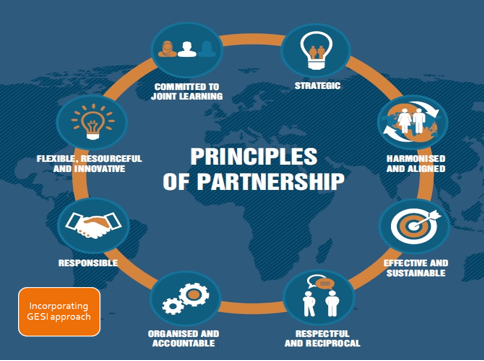 PRINCIPLES
OF PARTNERSHIP
STRATEGIC
HARMONISED
AND ALIGNED
EFFECTIVE AND
SUSTAINABLE
RESPECTFUL
AND RECIPROCAL
ORGANISED AND
ACCOUNTABLE
RESPONSIBLE
FLEXIBLE, RESOURCEFUL
AND INNOVATIVE
COMMITTED TO
JOINT LEARNING
Incorporating
GESI approach